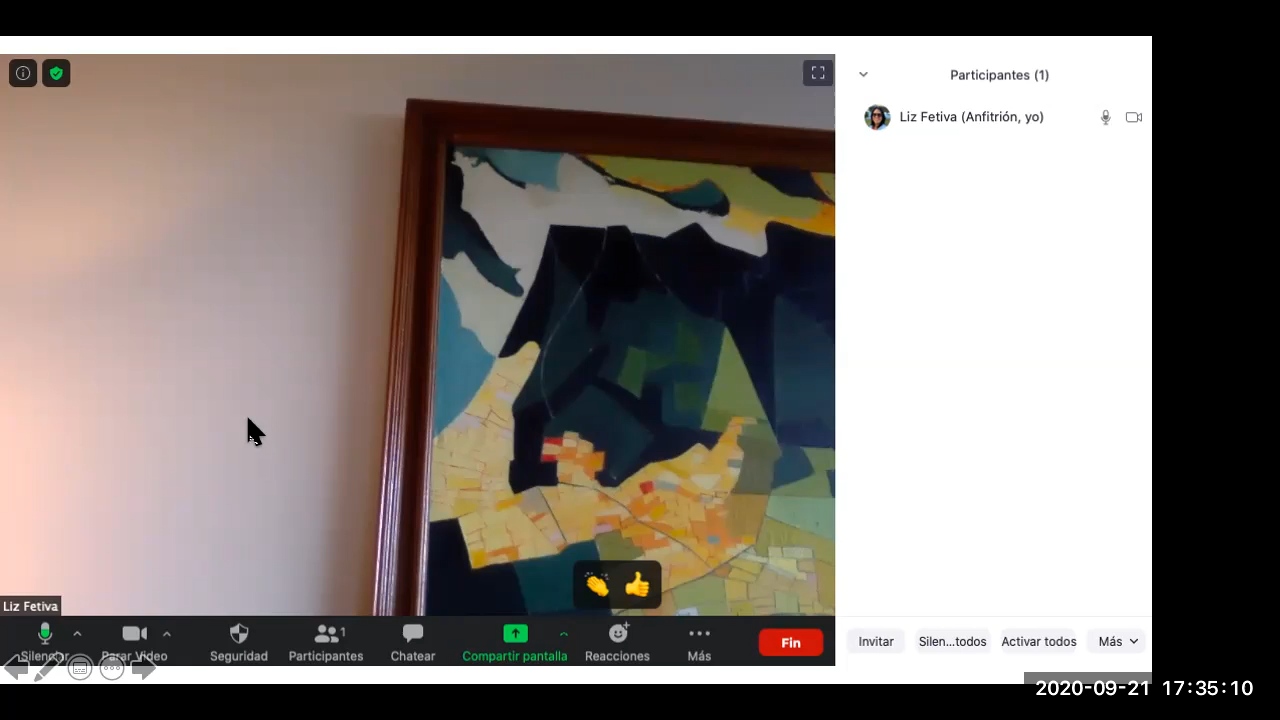 Participantes (1)
Liz Fetiva (Anfitrión, yo)
Liz Fetiva
Silenciar
Parar Video
Seguridad
1
Participantes
Chatear
Compartir pantalla
Reacciones
Más
Fin
Invitar
Silen...todos
Activar todos
Más
2020-09-21 17:35:10